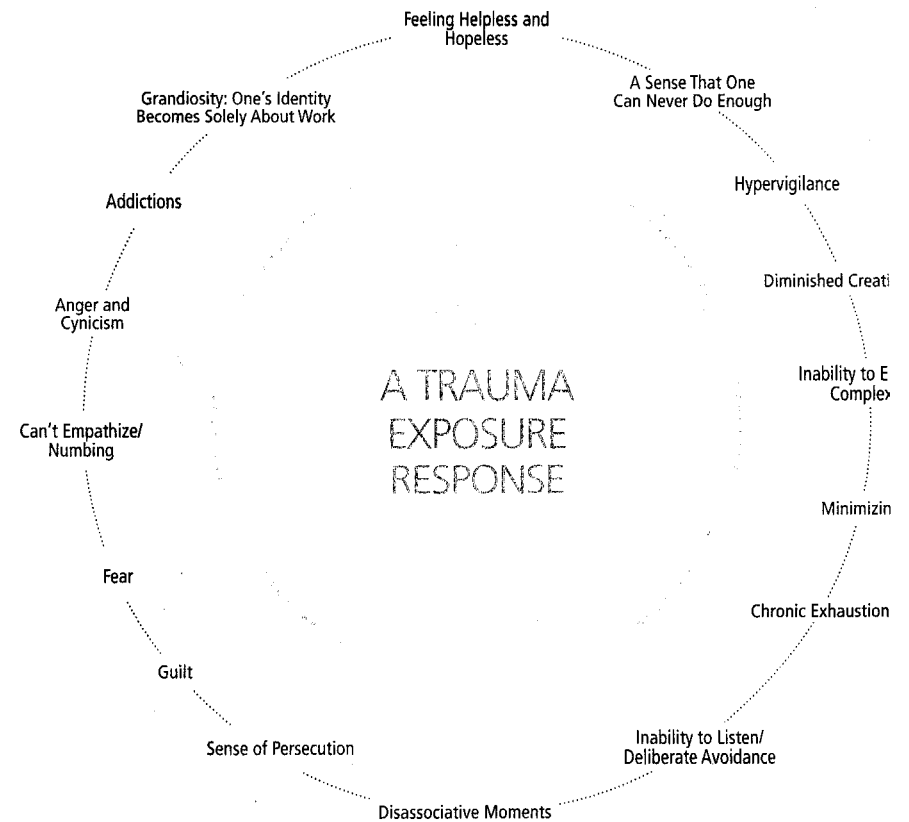 Feeling Helpless and
Hopeless
A Sense That One
Can Never Do Enough
Hypervigilance
Diminished Creati
Inability to E
Complex
Minimizin
Chronic Exhaustion
Inability to Listen/
Deliberate Avoidance
Disassociative Moments
Sense of Persecution
Guilt
Fear
Can't Empathize/
Numbing
Anger and
Cynicism
Addictions
Grandiosity: One's Identity
Becomes Solely About Work
A TRAUMA
EXPOSURE
RESPONSE